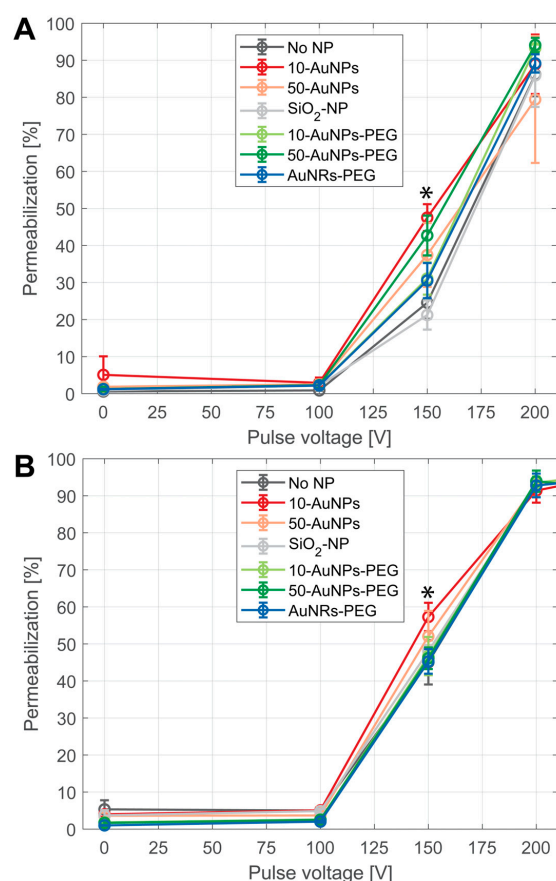 A
Permeabilization [%]
100
90
80
70
60
50
40
30
20
10
0
No NP
10-AuNPs
50-AuNPs
SiO2-NP
10-AuNPs-PEG
50-AuNPs-PEG
AuNRs-PEG
*
0 25 50 75 100 125 150 175 200
Pulse voltage [V]
B
Permeabilization [%]
100
90
80
70
60
50
40
30
20
10
0
No NP
10-AuNPs
50-AuNPs
SiO2-NP
10-AuNPs-PEG
50-AuNPs-PEG
AuNRs-PEG
*
0 25 50 75 100 125 150 175 200
Pulse voltage [V]